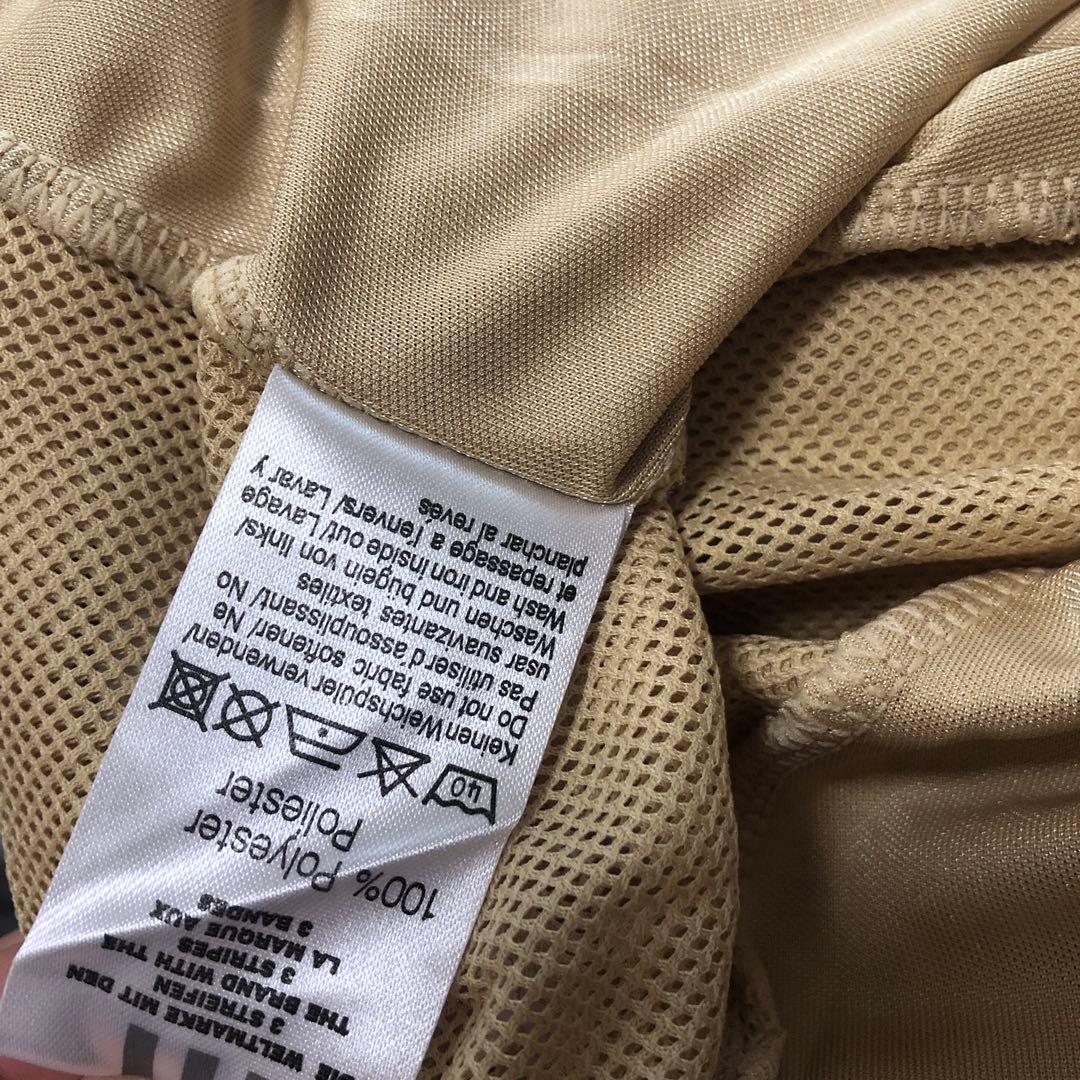 DIE WELTMARKE MIT DEN
3 STREIFEN
THE BRAND WITH THE
3 STRIPES
LA MARQUE AUX
3 BANDES
100% Polyester
Poliester
40
Keinen Weichspüler verwenden/
Do not use fabric softener/ Ne
Pas utiliser d'assouplissant/ No
usar suavizantes textiles
Waschen und bügeln von links/
Wash and iron inside out/ Lavage
et repassage a l'envers/ Lavar y
planchar al revés